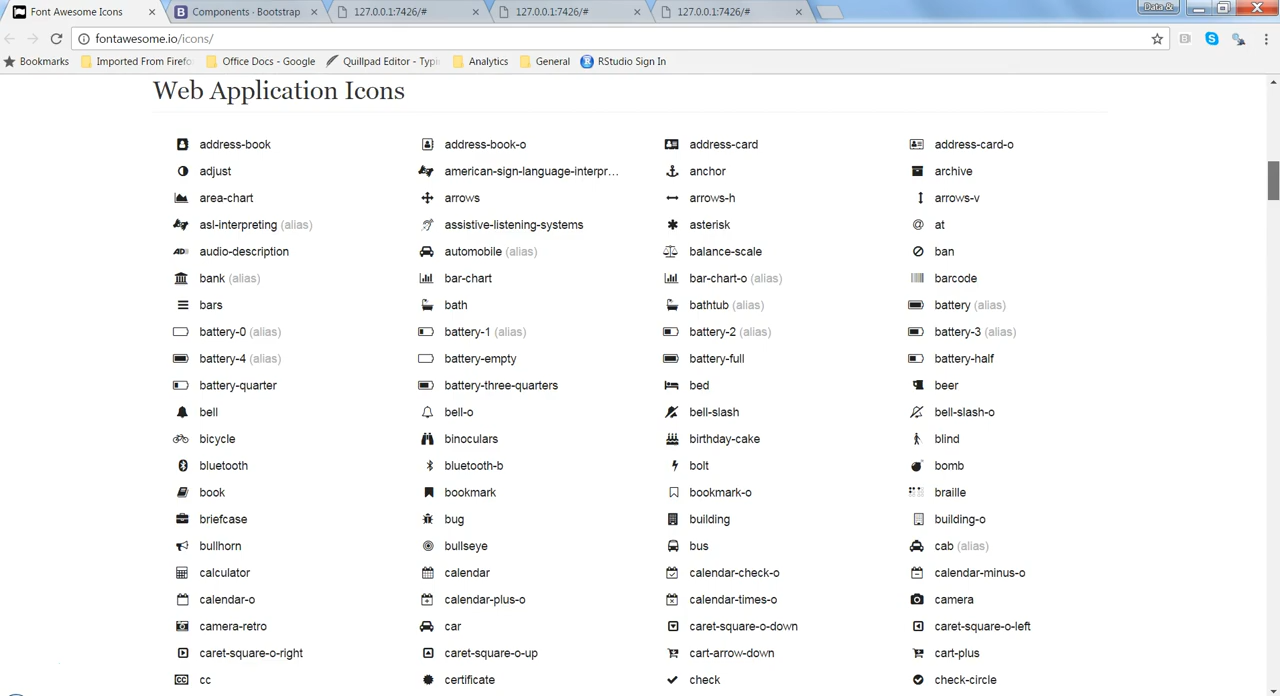 Font Awesome Icons
Components · Bootstrap
127.0.0.1:7426/#
127.0.0.1:7426/#
127.0.0.1:7426/#
Data &
fontawesome.io/icons/
Bookmarks
Imported From Firefo
Office Docs - Google
Quillpad Editor - Typi
Analytics
General
RStudio Sign In
Web Application Icons
address-book address-book-o address-card address-card-o
adjust american-sign-language-interpr… anchor archive
area-chart arrows arrows-h arrows-v
asl-interpreting (alias) assistive-listening-systems asterisk at
audio-description automobile (alias) balance-scale ban
bank (alias) bar-chart bar-chart-o (alias) barcode
bars bath bathtub (alias) battery (alias)
battery-0 (alias) battery-1 (alias) battery-2 (alias) battery-3 (alias)
battery-4 (alias) battery-empty battery-full battery-half
battery-quarter battery-three-quarters bed beer
bell bell-o bell-slash bell-slash-o
bicycle binoculars birthday-cake blind
bluetooth bluetooth-b bolt bomb
book bookmark bookmark-o braille
briefcase bug building building-o
bullhorn bullseye bus cab (alias)
calculator calendar calendar-check-o calendar-minus-o
calendar-o calendar-plus-o calendar-times-o camera
camera-retro car caret-square-o-down caret-square-o-left
caret-square-o-right caret-square-o-up cart-arrow-down cart-plus
cc certificate check check-circle